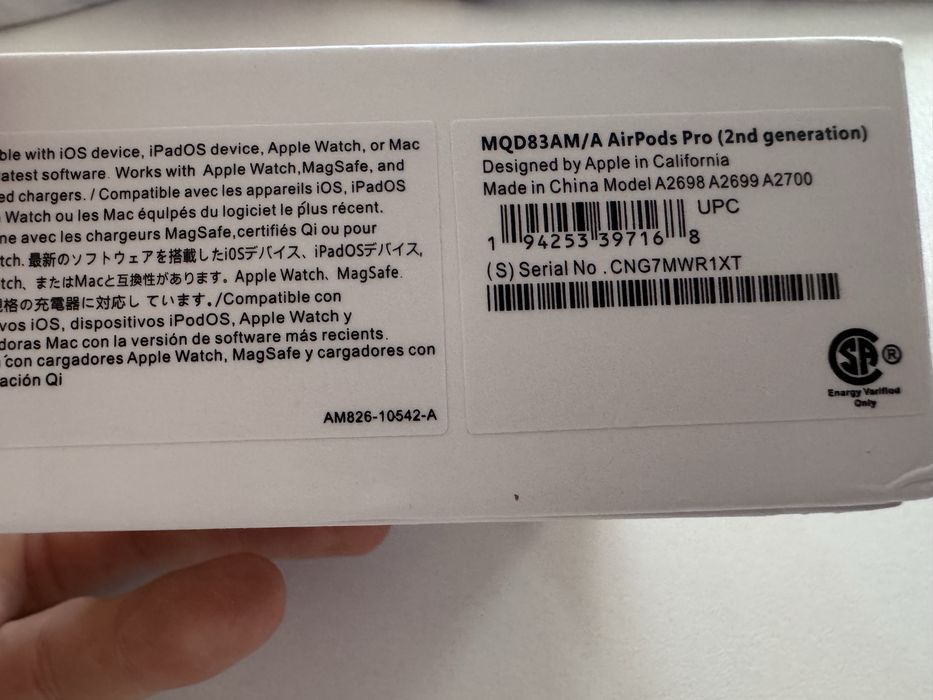 ble with iOS device, iPadOS device, Apple Watch, or Mac
atest software. Works with Apple Watch,MagSafe, and
ed chargers. / Compatible avec les appareils iOS, iPadOS
Watch ou les Mac équlpés du logiciet le plus récent.
ne avec les chargeurs MagSafe,certifiés Qi ou pour
tch. 最新のソフトウェアを搭載したiOSデバイス、iPadOSデバイス,
tch、またはMacと互換性があります。Apple Watch、MagSafe.
規格の充電器に対応し ています。/Compatible con
ivos iOS, dispositivos iPodOS, Apple Watch y
doras Mac con la versión de software más recients.
con cargadores Apple Watch, MagSafe y cargadores con
ación Qi
AM826-10542-A
MQD83AM/A AirPods Pro (2nd generation)
Designed by Apple in California
Made in China Model A2698 A2699 A2700
UPC
1 94253 39716 8
(S) Serial No . CNG7MWR1XT
SA ®
Energy Verifiod
Only